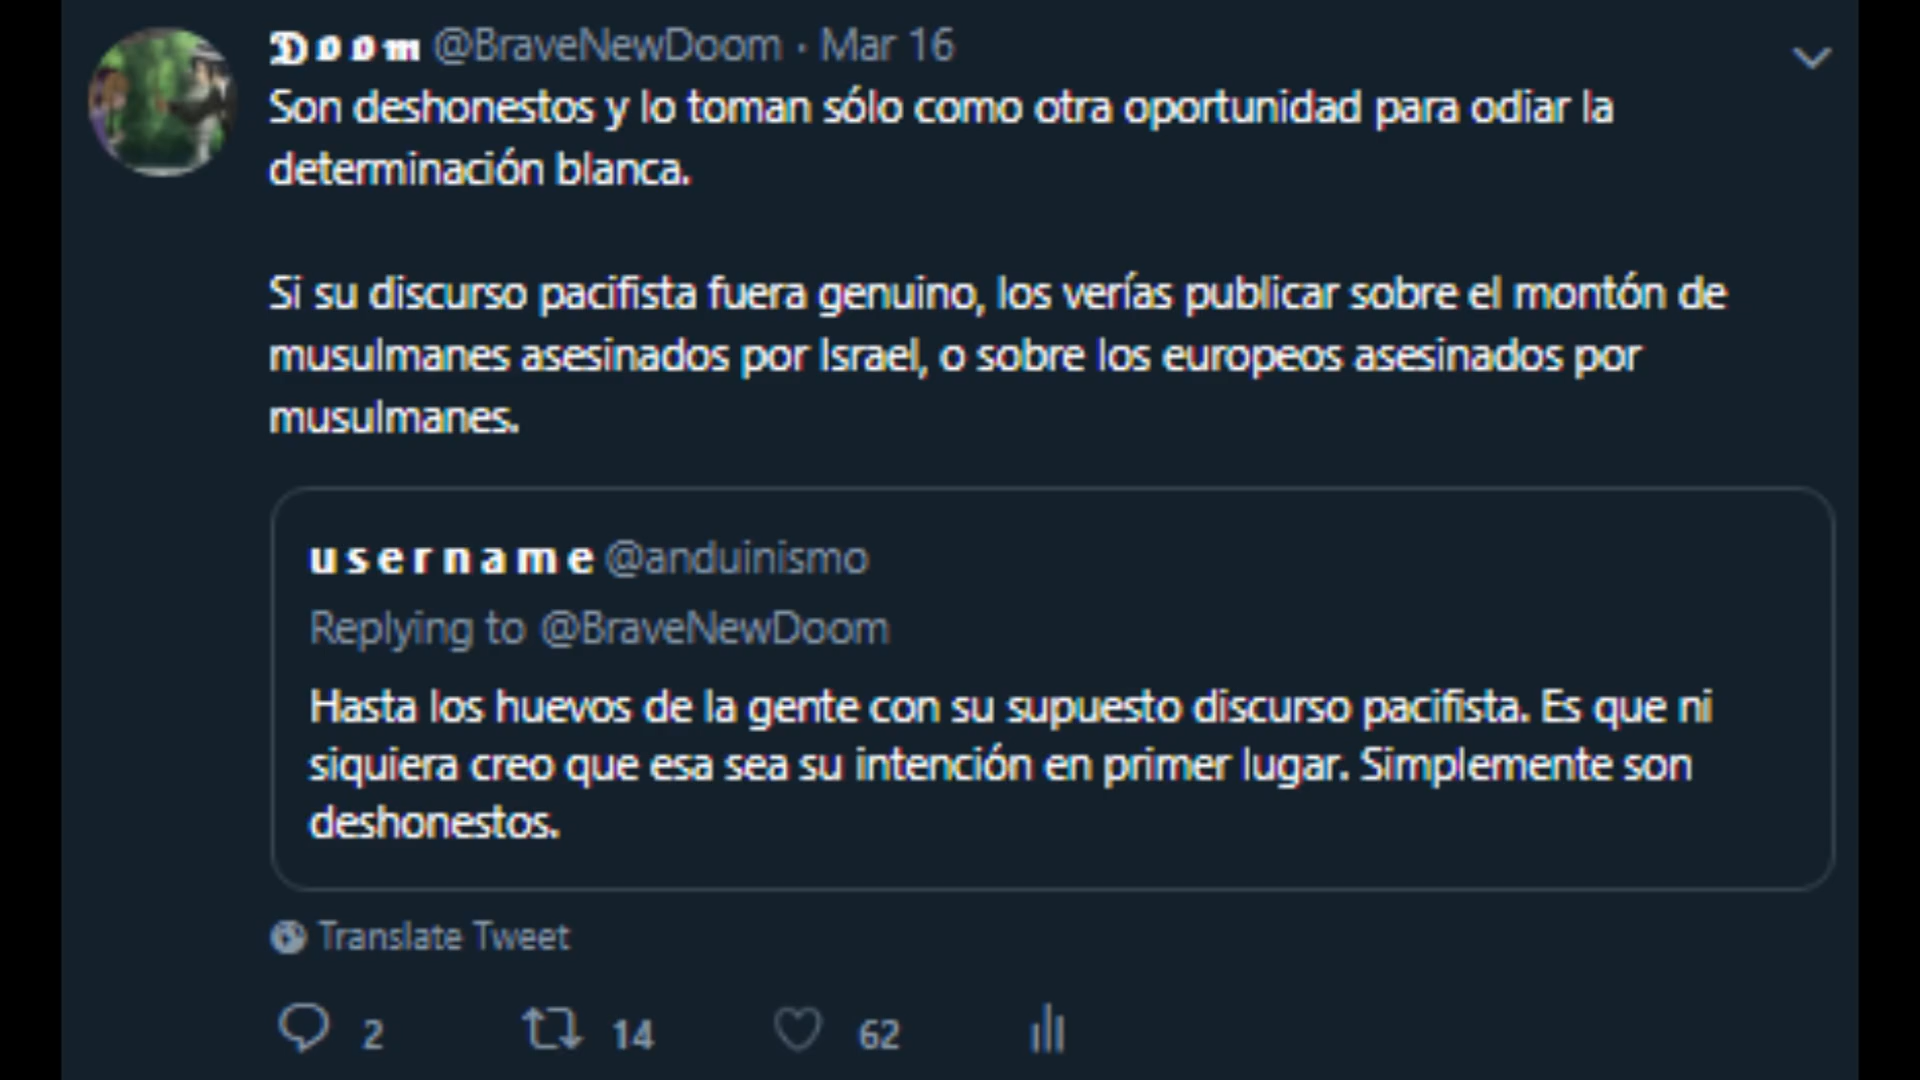 Doom @BraveNewDoom · Mar 16
Son deshonestos y lo toman sólo como otra oportunidad para odiar la
determinación blanca.
Si su discurso pacifista fuera genuino, los verías publicar sobre el montón de
musulmanes asesinados por Israel, o sobre los europeos asesinados por
musulmanes.
username @anduinismo
Replying to @BraveNewDoom
Hasta los huevos de la gente con su supuesto discurso pacifista. Es que ni
siquiera creo que esa sea su intención en primer lugar. Simplemente son
deshonestos.
Translate Tweet
2 14 62